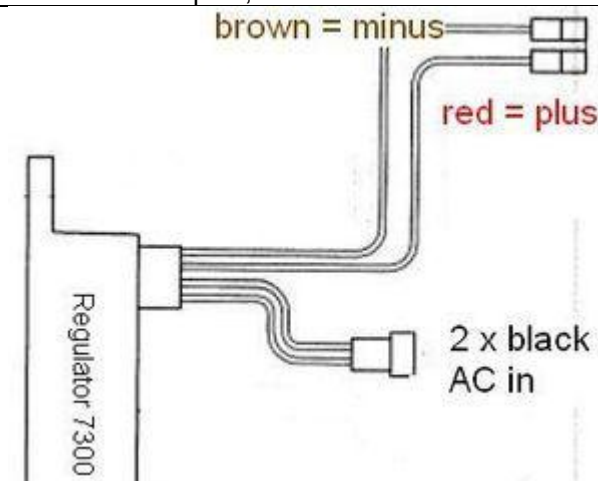 brown = minus
red = plus
2 x black
AC in
Regulator 7300